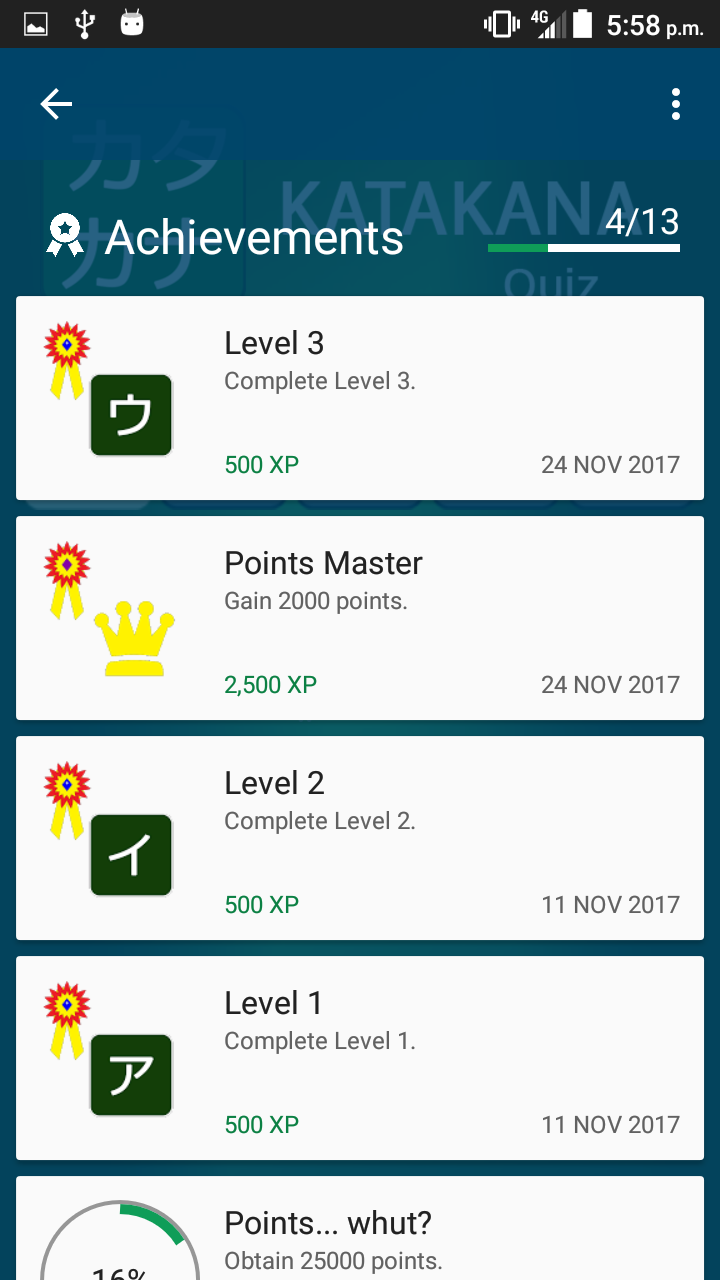 4G 5:58 p.m.
カタ
カナ
KATAKANA
Quiz
Achievements
4/13
ウ
Level 3
Complete Level 3.
500 XP 24 NOV 2017
Points Master
Gain 2000 points.
2,500 XP 24 NOV 2017
イ
Level 2
Complete Level 2.
500 XP 11 NOV 2017
ア
Level 1
Complete Level 1.
500 XP 11 NOV 2017
16%
Points... whut?
Obtain 25000 points.